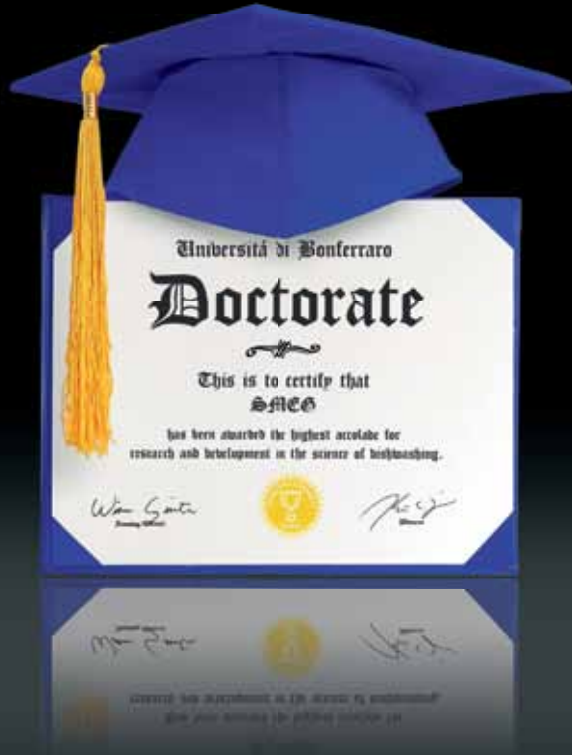 Universitá di Bonferraro
Doctorate
This is to certify that
SMEG
has been awarded the highest accolade for
research and development in the science of dishwashing.